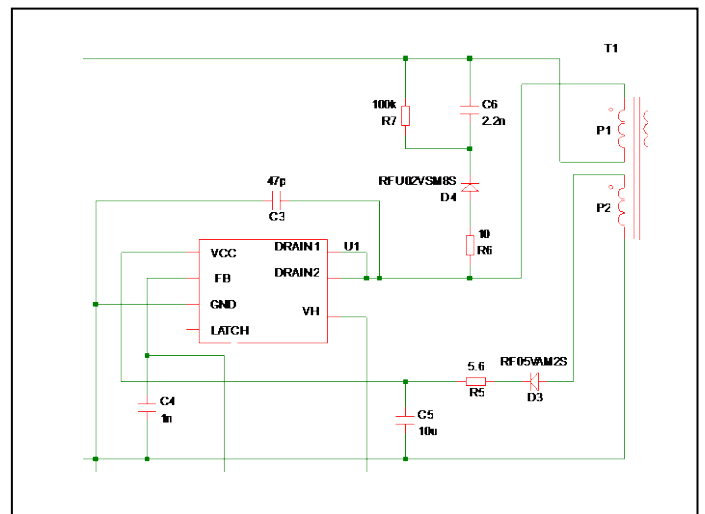 T1
100k
R7
C6
2.2n
P1
47p
RFU02VSM8S
D4
P2
C3
10
R6
VCC
DRAIN1
U1
FB
DRAIN2
GND
VH
LATCH
5.6
RF05VAM2S
R5
D3
C4
1n
C5
10u